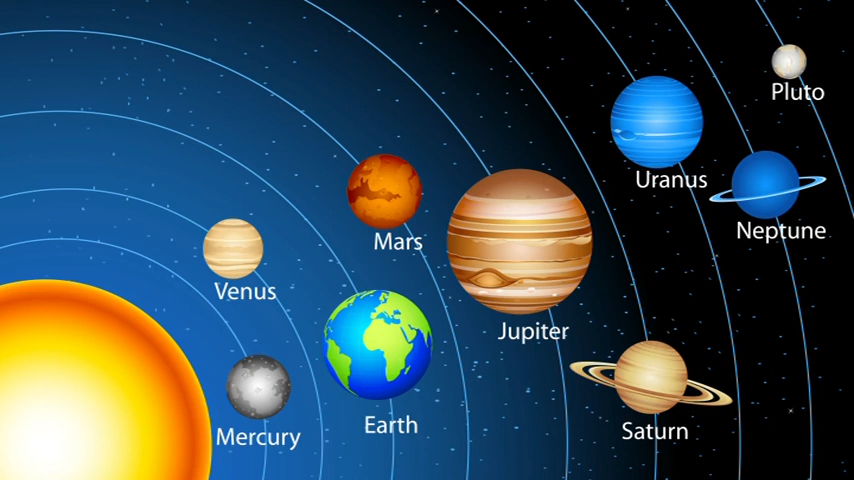 Pluto
Uranus
Neptune
Mars
Venus
Jupiter
Earth
Saturn
Mercury